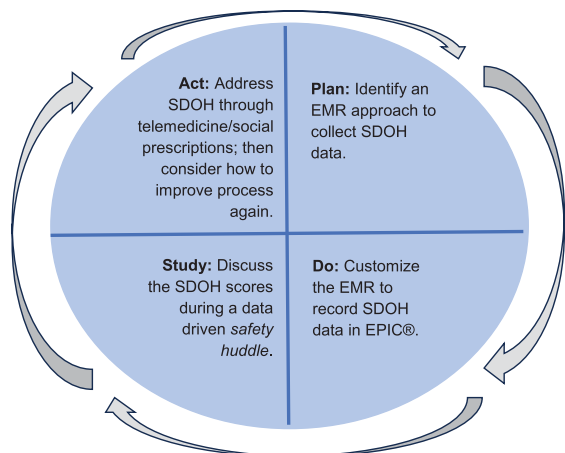 Act: Address
SDOH through
telemedicine/social
prescriptions; then
consider how to
improve process
again.
Plan: Identify an
EMR approach to
collect SDOH
data.
Study: Discuss
the SDOH scores
during a data
driven safety
huddle.
Do: Customize
the EMR to
record SDOH
data in EPIC®.